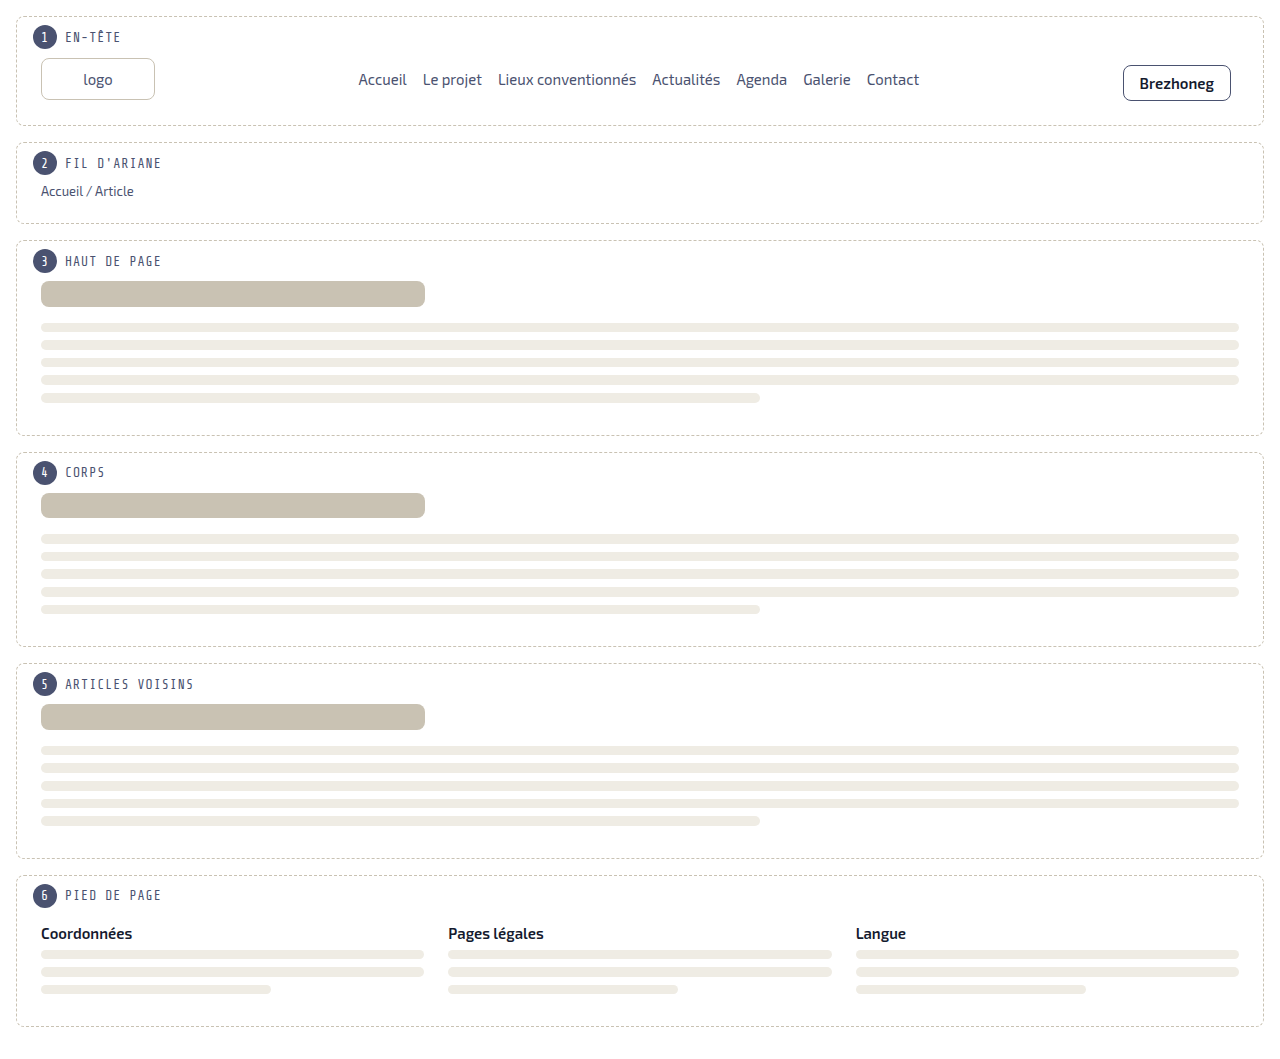 1 EN-TÊTE
logo
Accueil Le projet Lieux conventionnés Actualités Agenda Galerie Contact
Brezhoneg
2 FIL D'ARIANE
Accueil / Article
3 HAUT DE PAGE
4 CORPS
5 ARTICLES VOISINS
6 PIED DE PAGE
Coordonnées
Pages légales
Langue